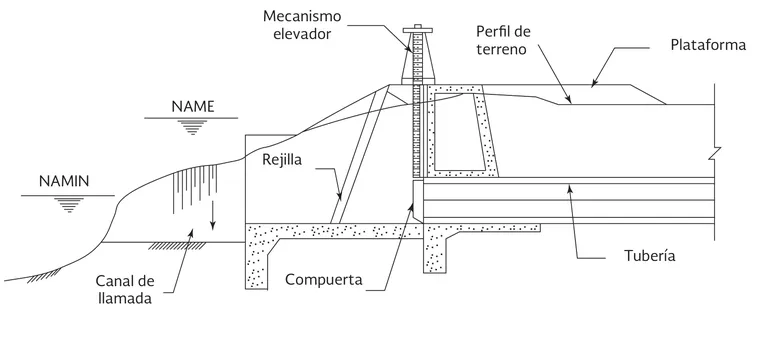 Mecanismo
elevador
Perfil de
terreno
Plataforma
NAME
Rejilla
NAMIN
Canal de
llamada
Compuerta
Tubería